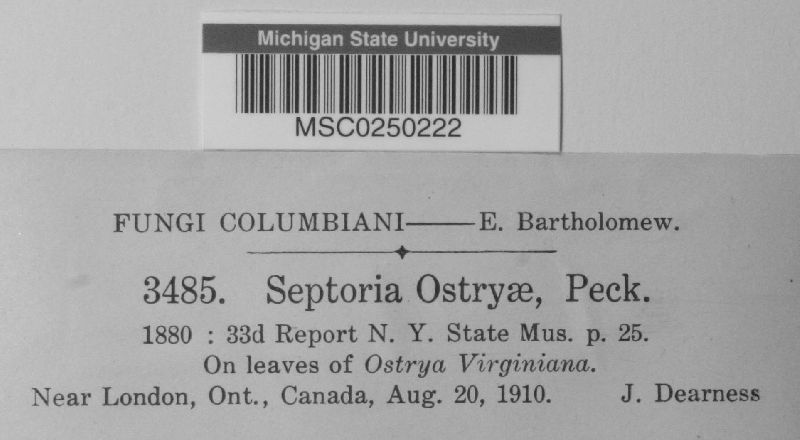 Michigan State University
MSC0250222
FUNGI COLUMBIANI——E. Bartholomew.
3485. Septoria Ostryæ, Peck.
1880 : 33d Report N. Y. State Mus. p. 25.
On leaves of Ostrya Virginiana.
Near London, Ont., Canada, Aug. 20, 1910. J. Dearness